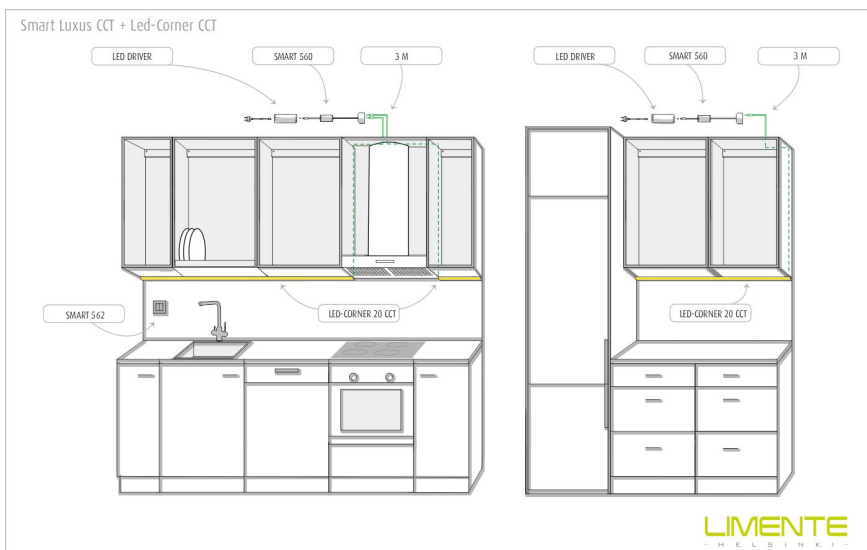 Smart Luxus CCT + Led-Corner CCT
LED DRIVER
SMART 560
3 M
LED DRIVER
SMART 560
3 M
SMART 562
LED-CORNER 20 CCT
LED-CORNER 20 CCT
LIMENTE
- HELSINKI -